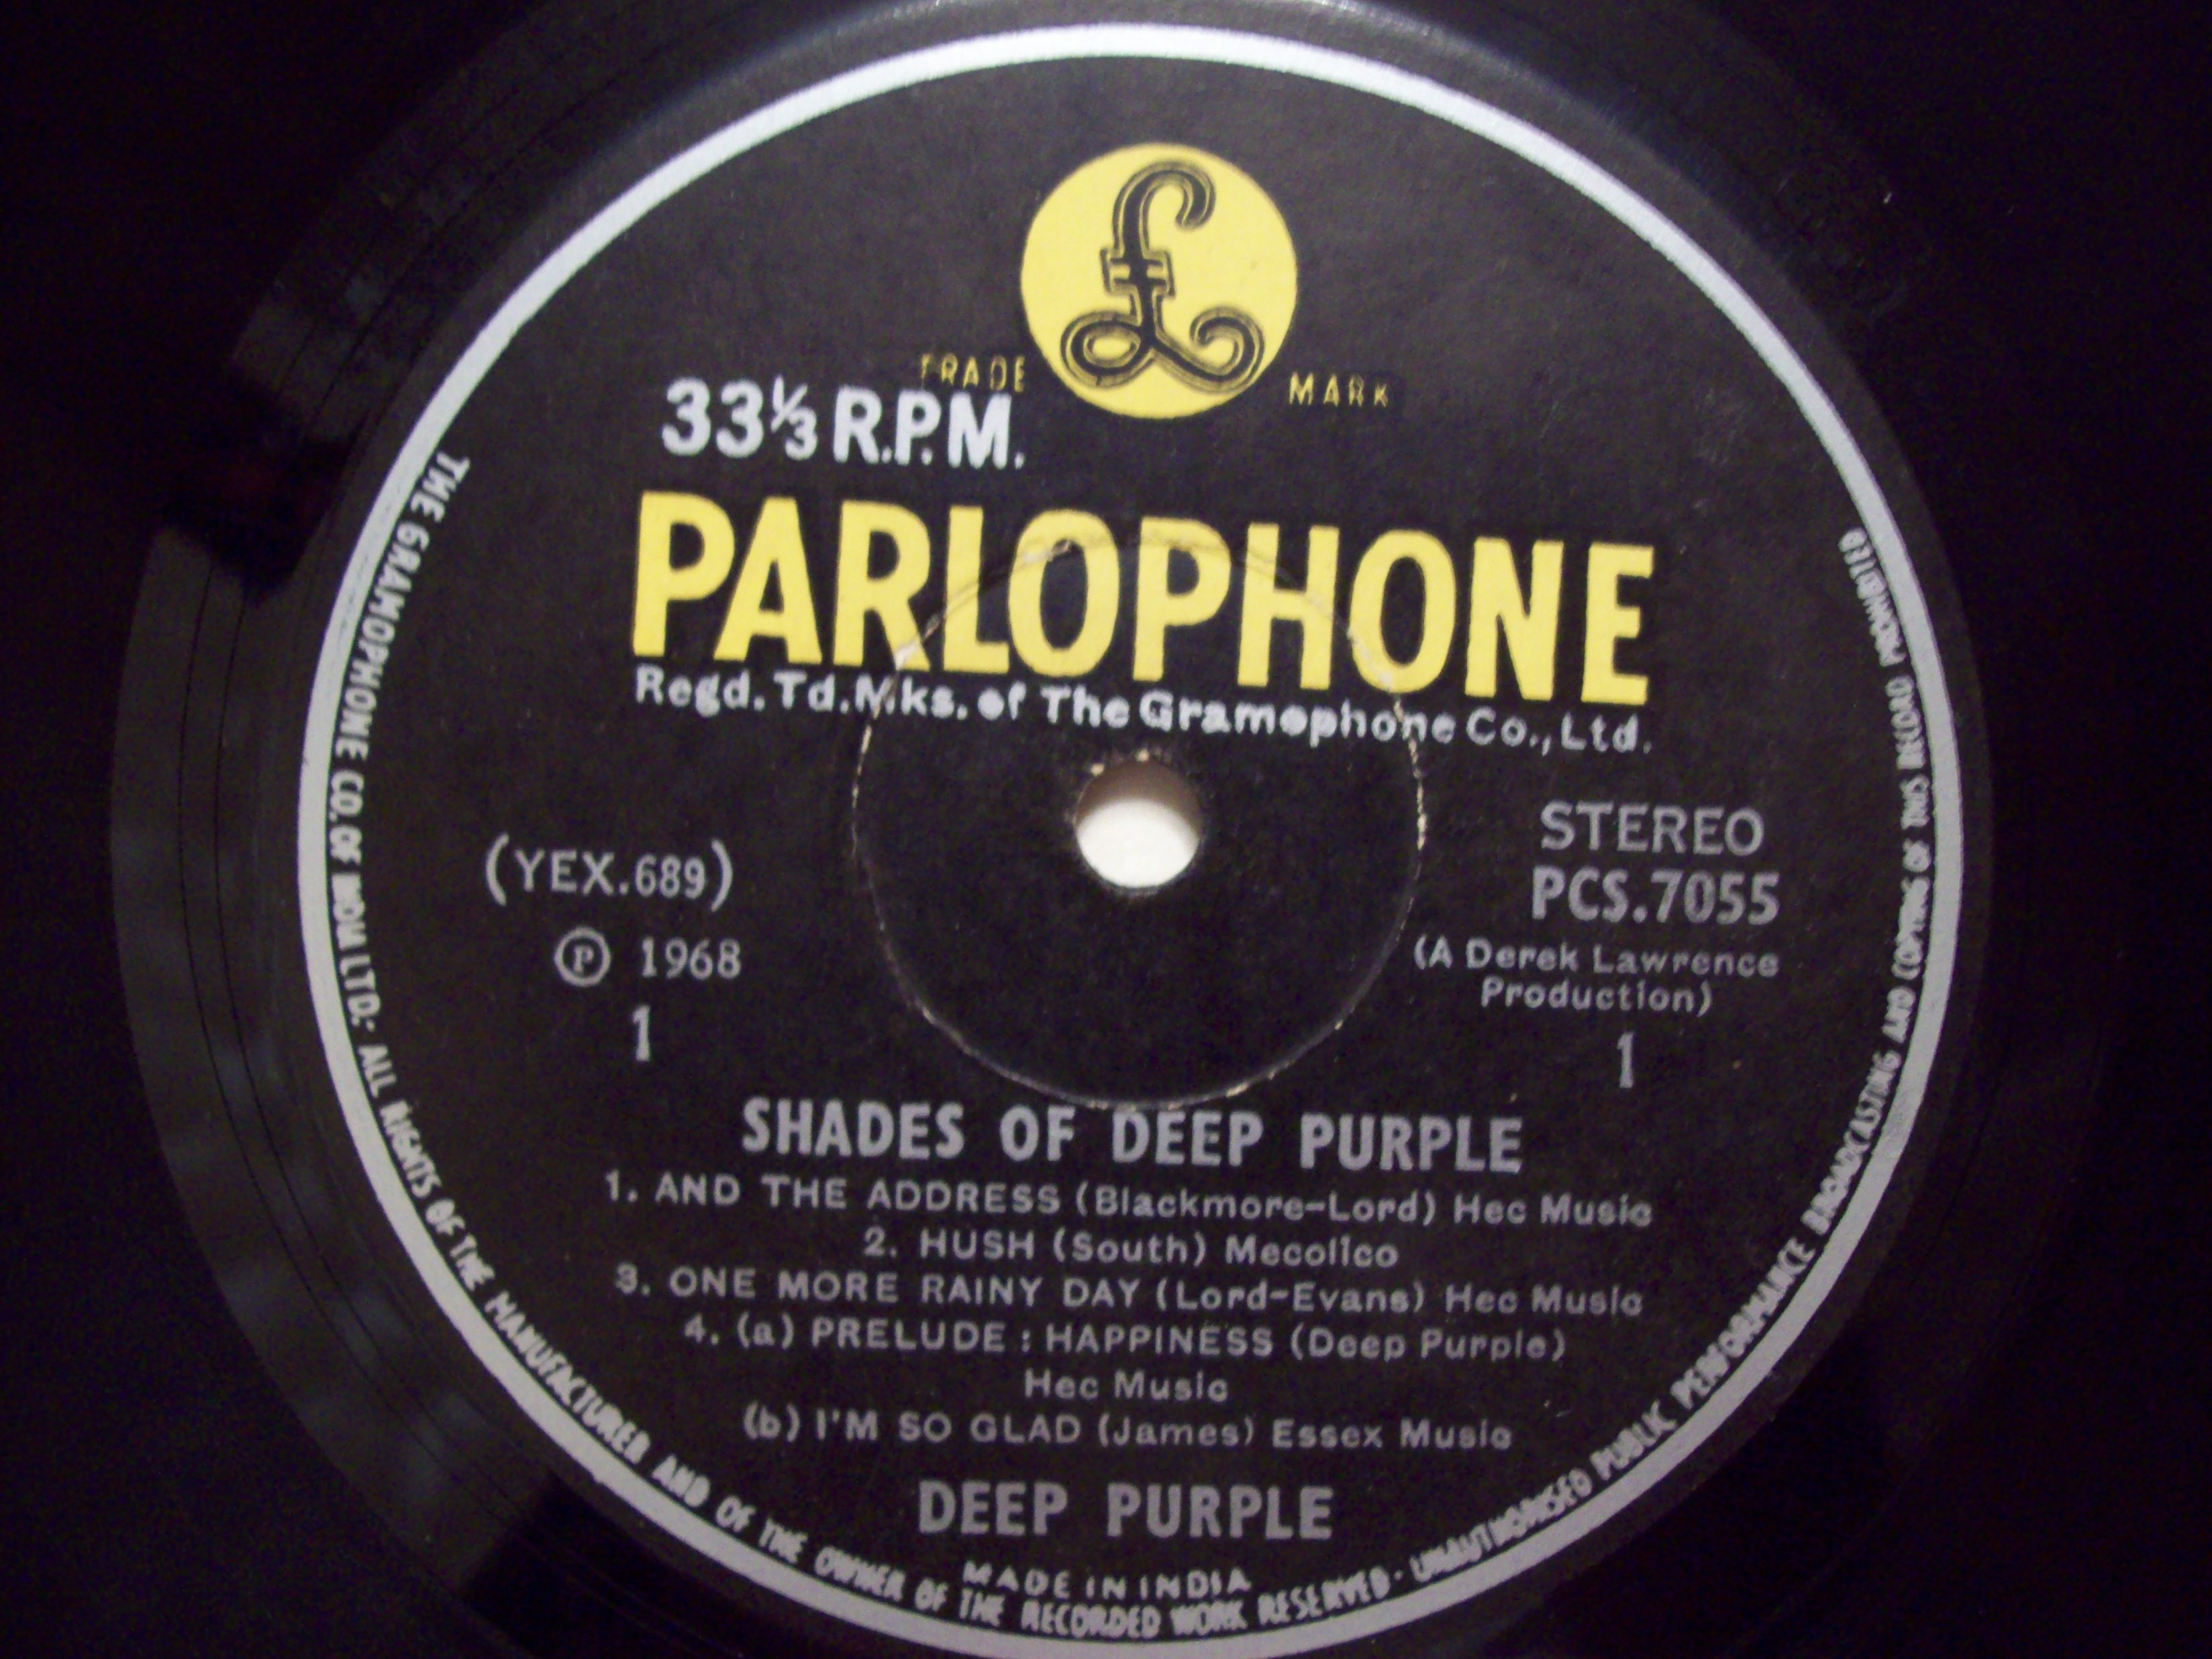 £
TRADE MARK
33⅓ R.P.M.
PARLOPHONE
Regd. Td. Mks. of The Gramophone Co., Ltd.
(YEX.689)
Ⓟ 1968
1
STEREO
PCS.7055
(A Derek Lawrence
Production)
1
SHADES OF DEEP PURPLE
1. AND THE ADDRESS (Blackmore-Lord) Hec Music
2. HUSH (South) Mecolico
3. ONE MORE RAINY DAY (Lord-Evans) Hec Music
4. (a) PRELUDE : HAPPINESS (Deep Purple)
Hec Music
(b) I'M SO GLAD (James) Essex Music
DEEP PURPLE
MADE IN INDIA
THE GRAMOPHONE CO. OF INDIA LTD: ALL RIGHTS OF THE MANUFACTURER AND OF THE OWNER OF THE RECORDED WORK RESERVED · UNAUTHORISED PUBLIC PERFORMANCE BROADCASTING AND COPYING OF THIS RECORD PROHIBITED